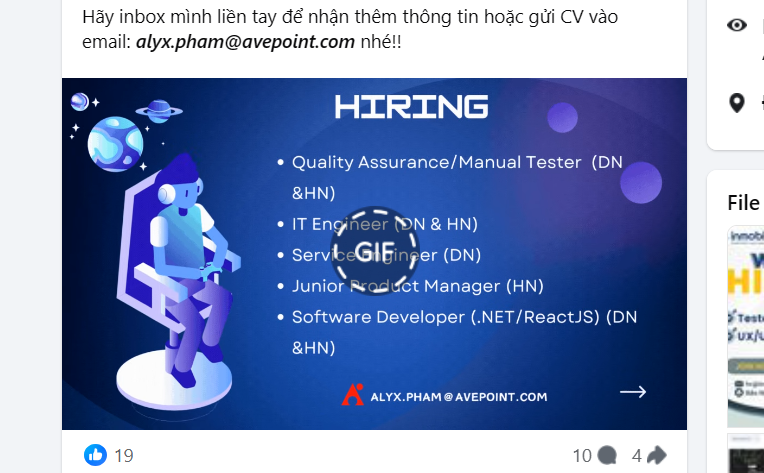 Hãy inbox mình liền tay để nhận thêm thông tin hoặc gửi CV vào
email: alyx.pham@avepoint.com nhé!!
HIRING
Quality Assurance/Manual Tester (DN
&HN)
IT Engineer (DN & HN)
GIF
Service Engineer (DN)
Junior Product Manager (HN)
Software Developer (.NET/ReactJS) (DN
&HN)
ALYX.PHAM@AVEPOINT.COM
19
10
4
File